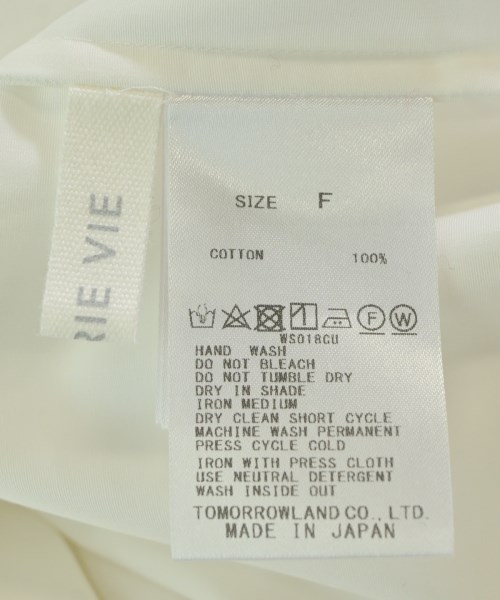 RIE VIE
SIZE F
COTTON 100%
F W
WS018CU
HAND WASH
DO NOT BLEACH
DO NOT TUMBLE DRY
DRY IN SHADE
IRON MEDIUM
DRY CLEAN SHORT CYCLE
MACHINE WASH PERMANENT
PRESS CYCLE COLD
IRON WITH PRESS CLOTH
USE NEUTRAL DETERGENT
WASH INSIDE OUT
TOMORROWLAND CO., LTD.
MADE IN JAPAN